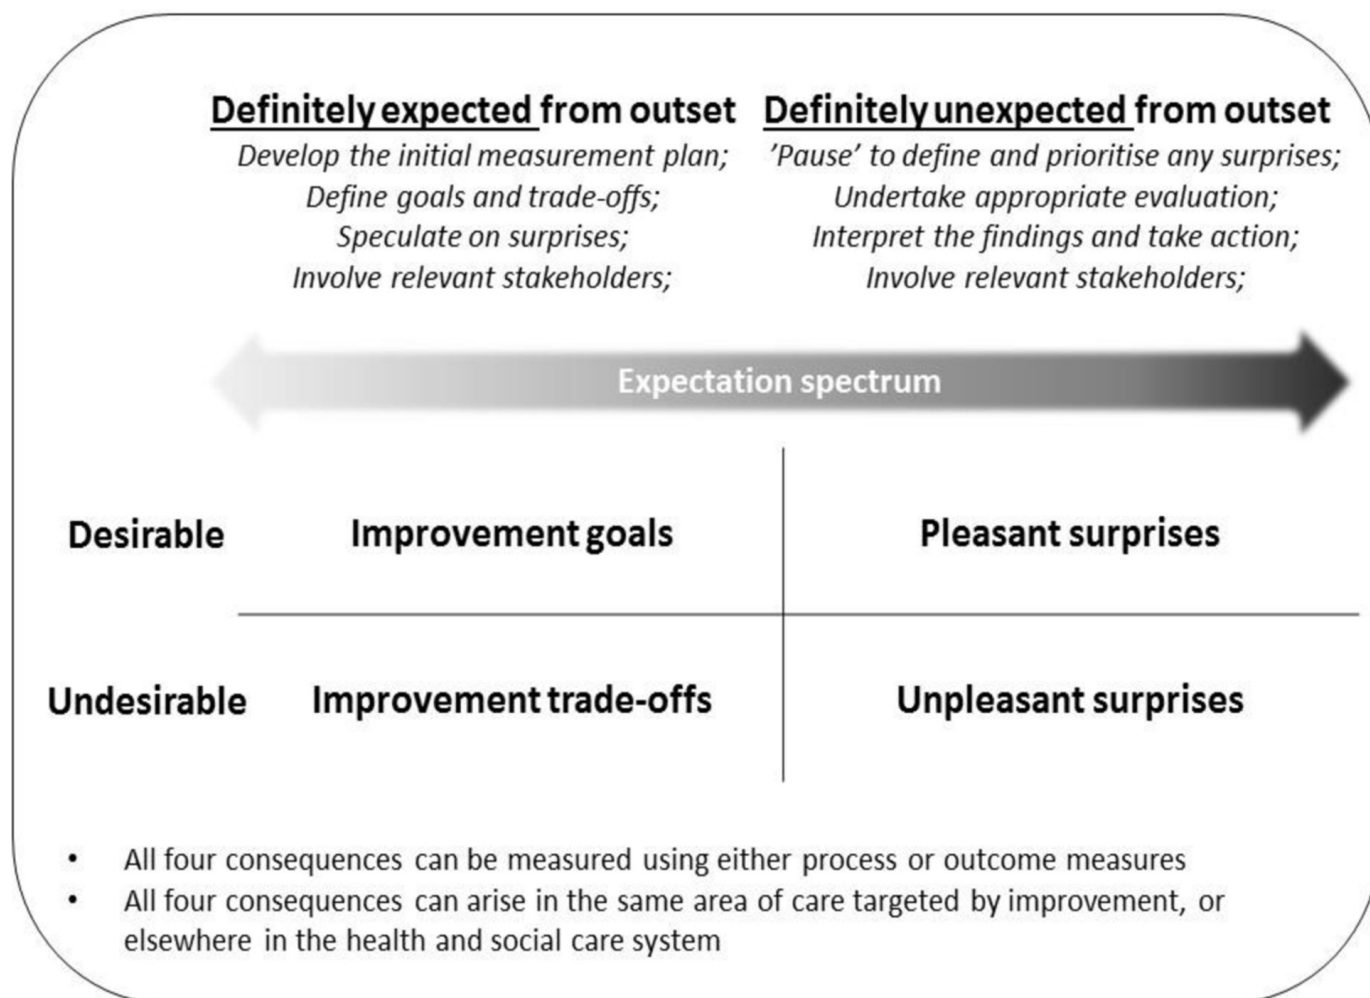 Definitely expected from outset
Develop the initial measurement plan;
Define goals and trade-offs;
Speculate on surprises;
Involve relevant stakeholders;
Definitely unexpected from outset
’Pause’ to define and prioritise any surprises;
Undertake appropriate evaluation;
Interpret the findings and take action;
Involve relevant stakeholders;
Expectation spectrum
Desirable
Improvement goals
Pleasant surprises
Undesirable
Improvement trade-offs
Unpleasant surprises
• All four consequences can be measured using either process or outcome measures
• All four consequences can arise in the same area of care targeted by improvement, or
elsewhere in the health and social care system